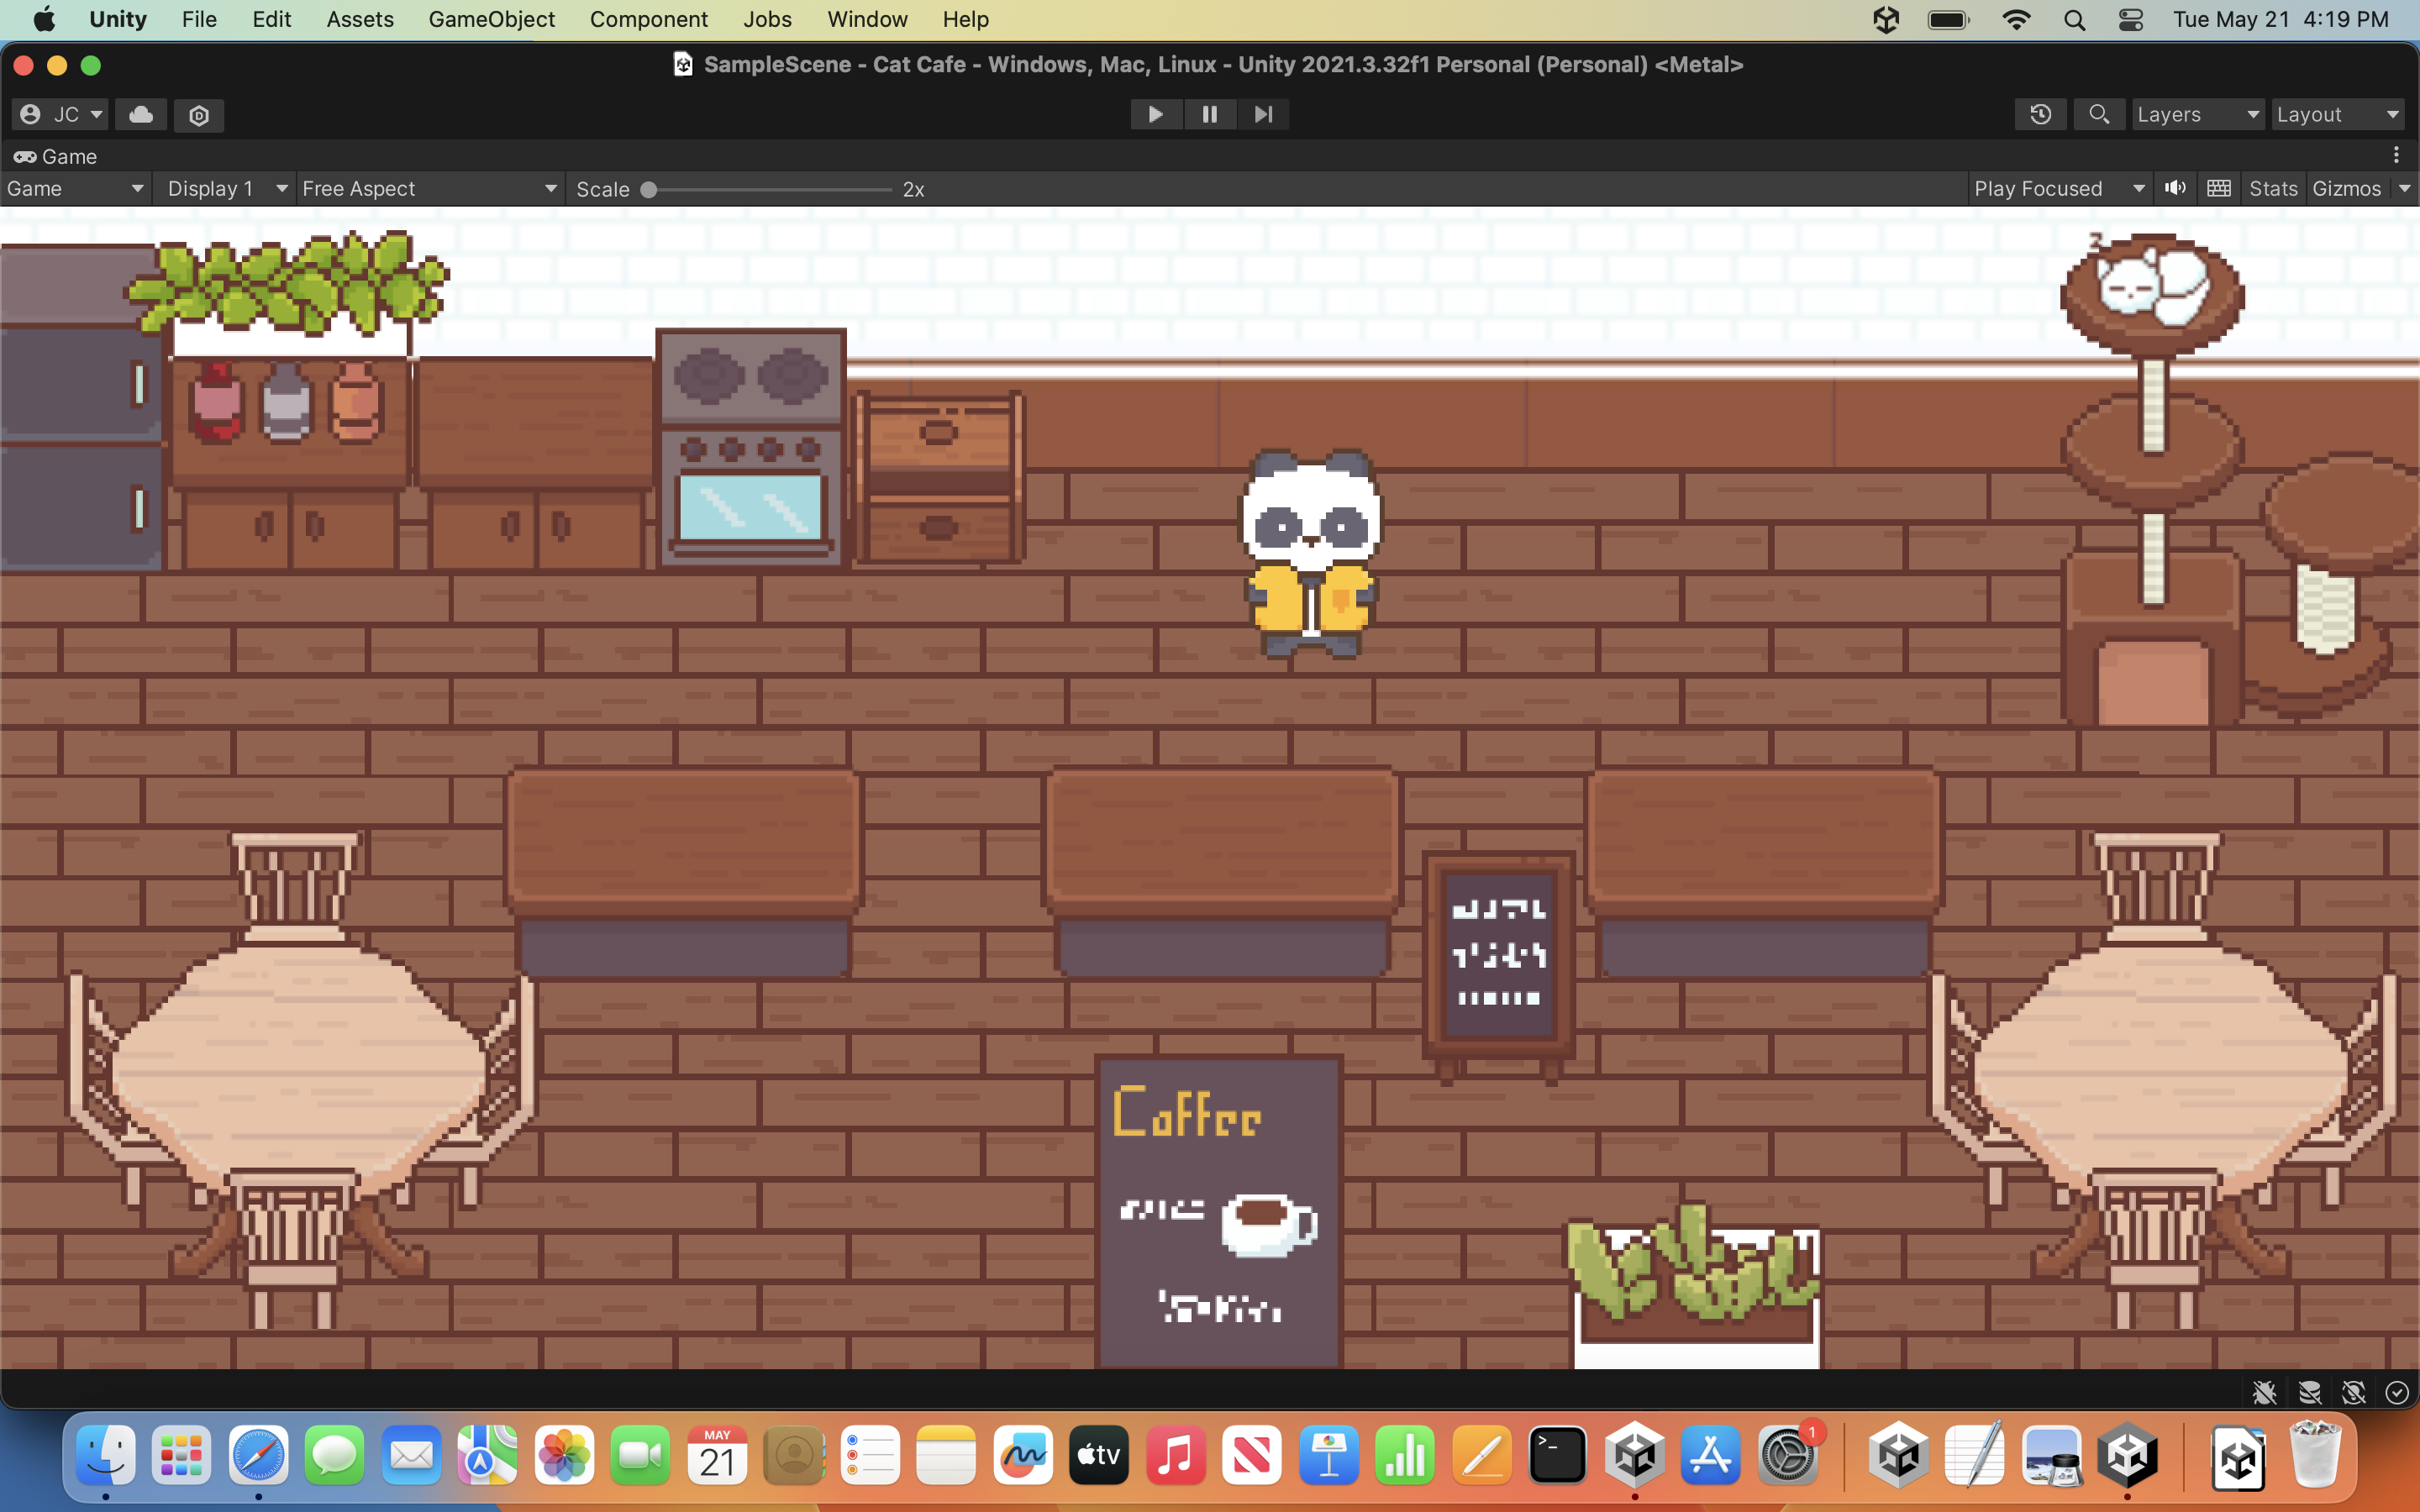 Unity File Edit Assets GameObject Component Jobs Window Help Tue May 21 4:19 PM
SampleScene - Cat Cafe - Windows, Mac, Linux - Unity 2021.3.32f1 Personal (Personal) <Metal>
JC Layers Layout
Game
Game Display 1 Free Aspect Scale 2x Play Focused Stats Gizmos
z
Coffee
MAY
21
tv
>_
1